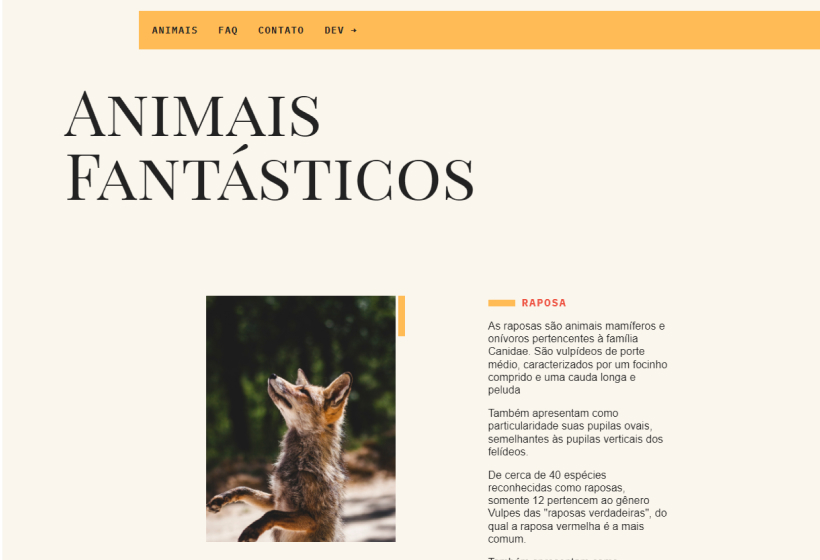 ANIMAIS FAQ CONTATO DEV →
ANIMAIS
FANTÁSTICOS
RAPOSA
As raposas são animais mamíferos e
onívoros pertencentes à família
Canidae. São vulpídeos de porte
médio, caracterizados por um focinho
comprido e uma cauda longa e
peluda
Também apresentam como
particularidade suas pupilas ovais,
semelhantes às pupilas verticais dos
felídeos.
De cerca de 40 espécies
reconhecidas como raposas,
somente 12 pertencem ao gênero
Vulpes das "raposas verdadeiras", do
qual a raposa vermelha é a mais
comum.